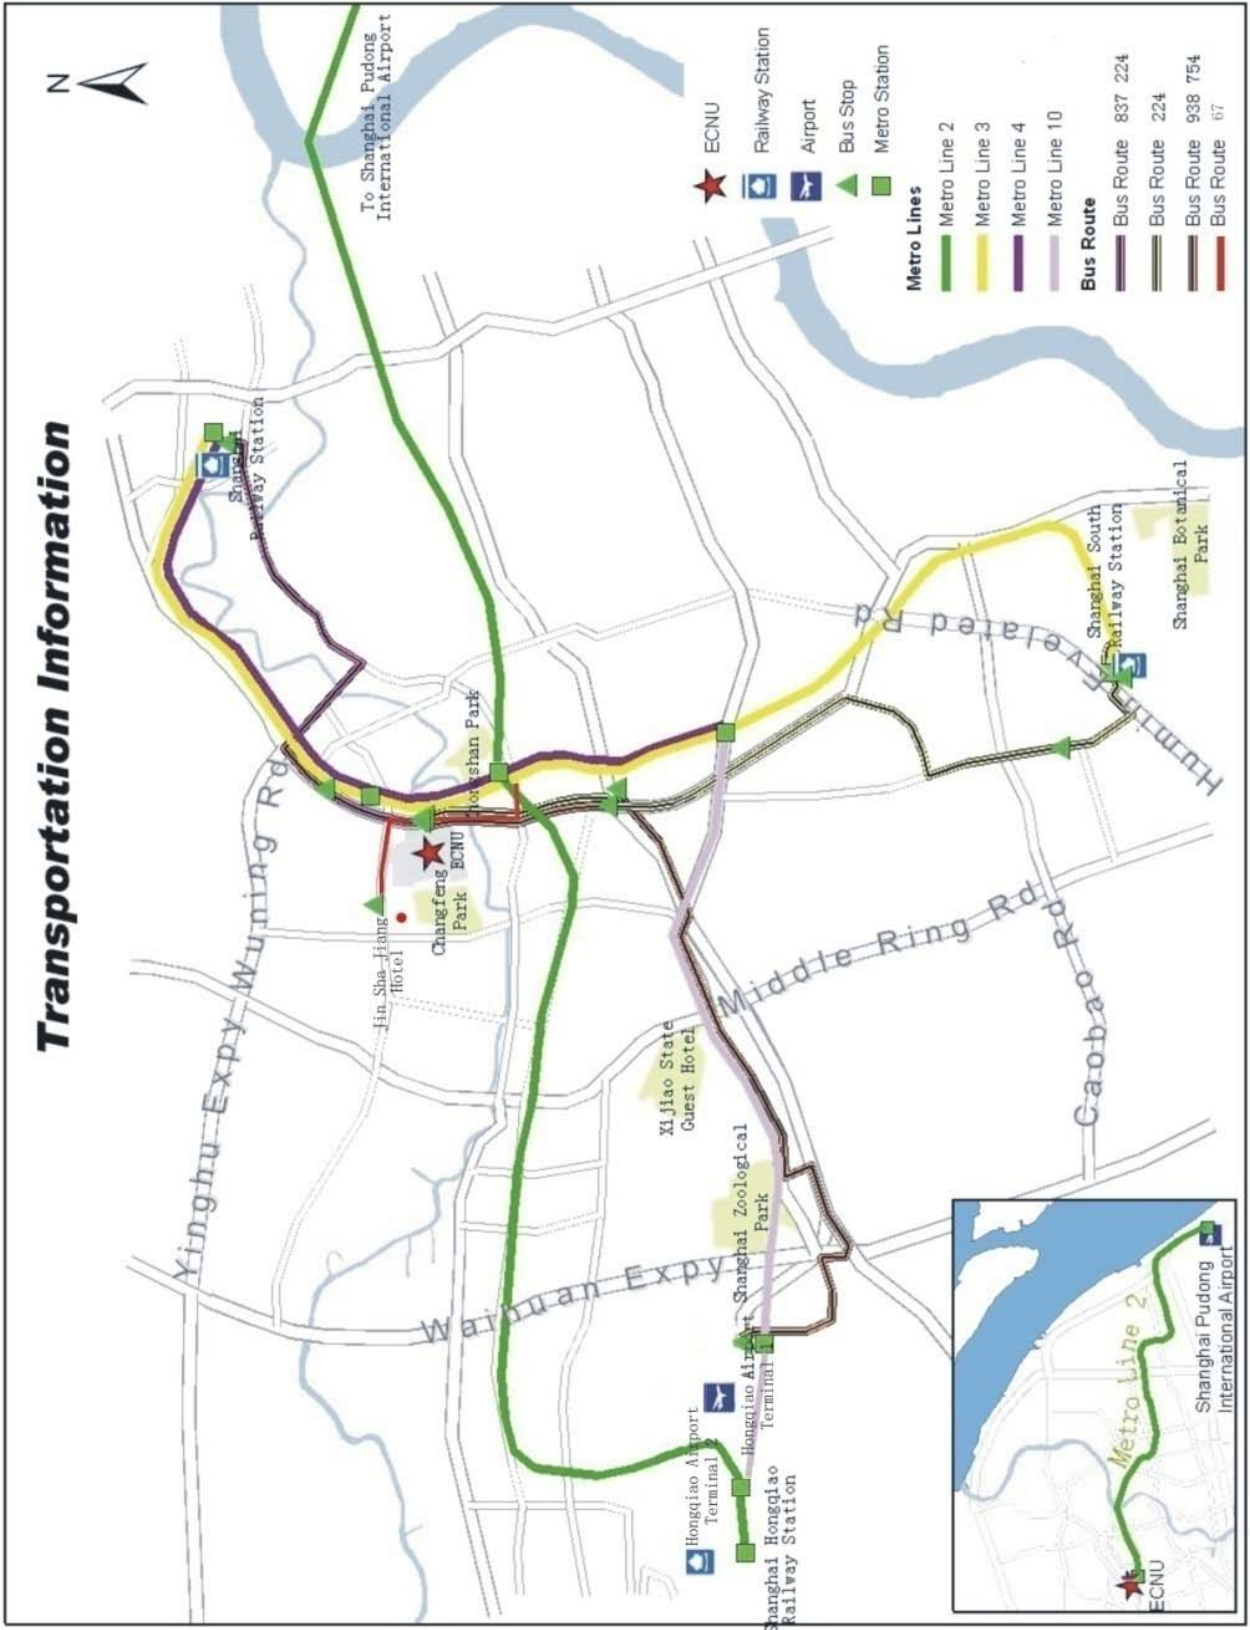 Transportation Information
N
To Shanghai Pudong
International Airport
Shanghai
Railway Station
Zhongshan Park
ECNU
Changfeng
Park
Jin Sha Jiang
Hotel
Yinghu Expy
Wuning Rd
Middle Ring Rd
Caobao Rd
Waihuan Expy
Humin Elevated Rd
Shanghai South
Railway Station
Shanghai Botanical
Park
Xijiao State
Guest Hotel
Shanghai Zoological
Park
Hongqiao Airport
Terminal 1
Hongqiao Airport
Terminal 2
Shanghai Hongqiao
Railway Station
ECNU
Railway Station
Airport
Bus Stop
Metro Station
Metro Lines
Metro Line 2
Metro Line 3
Metro Line 4
Metro Line 10
Bus Route
Bus Route 837 224
Bus Route 224
Bus Route 938 754
Bus Route 67
Metro Line 2
ECNU
Shanghai Pudong
International Airport